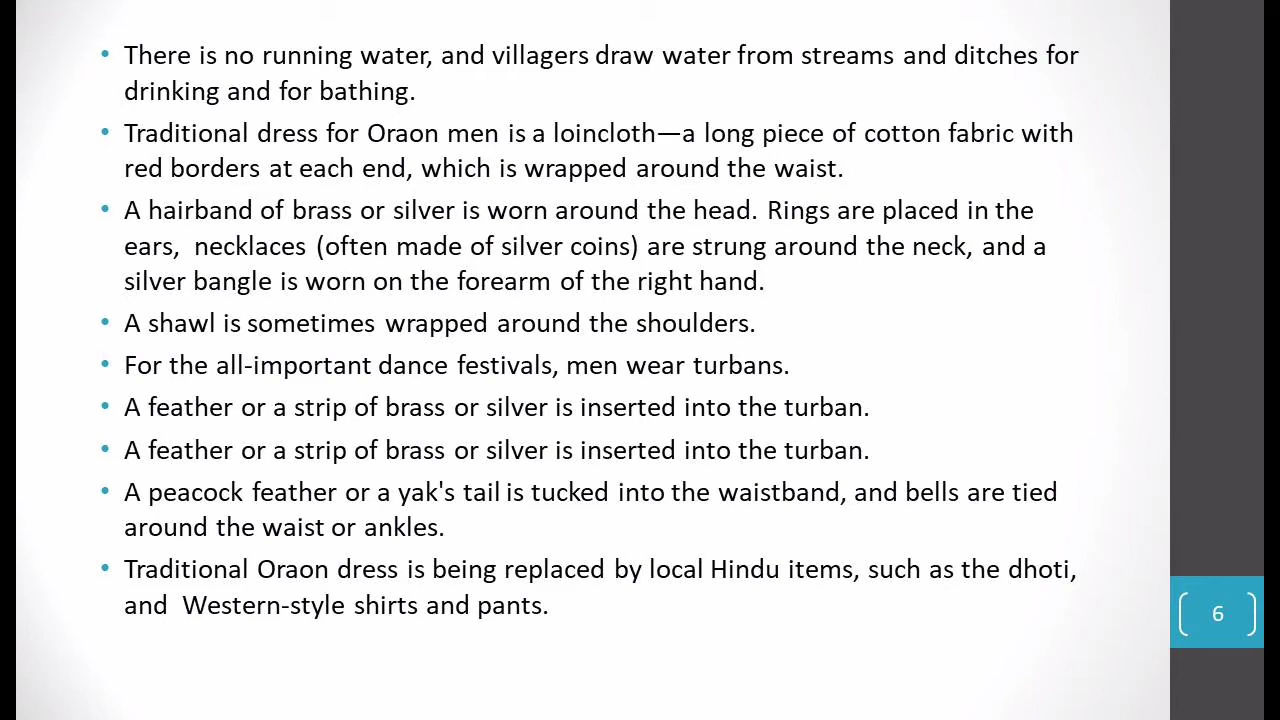 • There is no running water, and villagers draw water from streams and ditches for
drinking and for bathing.
• Traditional dress for Oraon men is a loincloth—a long piece of cotton fabric with
red borders at each end, which is wrapped around the waist.
• A hairband of brass or silver is worn around the head. Rings are placed in the
ears,  necklaces (often made of silver coins) are strung around the neck, and a
silver bangle is worn on the forearm of the right hand.
• A shawl is sometimes wrapped around the shoulders.
• For the all-important dance festivals, men wear turbans.
• A feather or a strip of brass or silver is inserted into the turban.
• A feather or a strip of brass or silver is inserted into the turban.
• A peacock feather or a yak's tail is tucked into the waistband, and bells are tied
around the waist or ankles.
• Traditional Oraon dress is being replaced by local Hindu items, such as the dhoti,
and  Western-style shirts and pants.
6